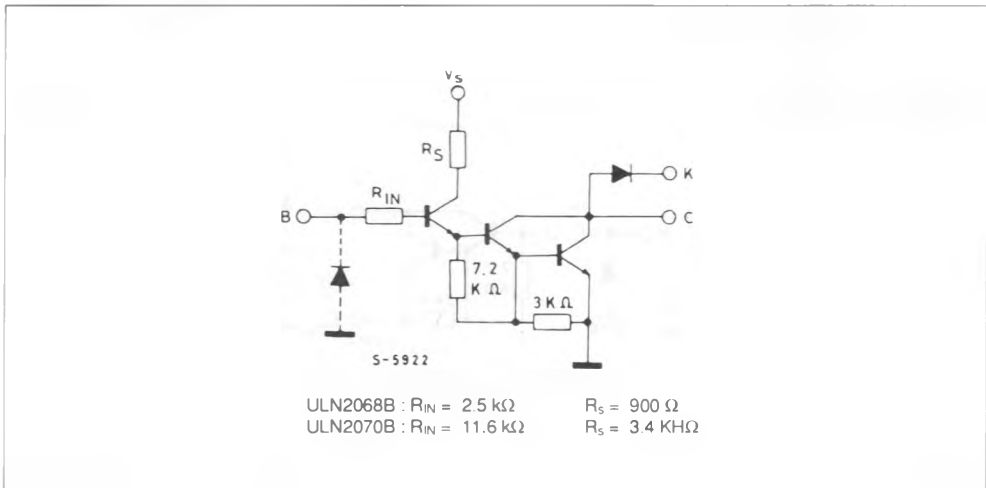 Vs
RS
RIN
K
B
C
7.2
K Ω
3KΩ
S-5922
ULN2068B : RIN = 2.5 kΩ Rs = 900 Ω
ULN2070B : RIN = 11.6 kΩ Rs = 3.4 KHΩ